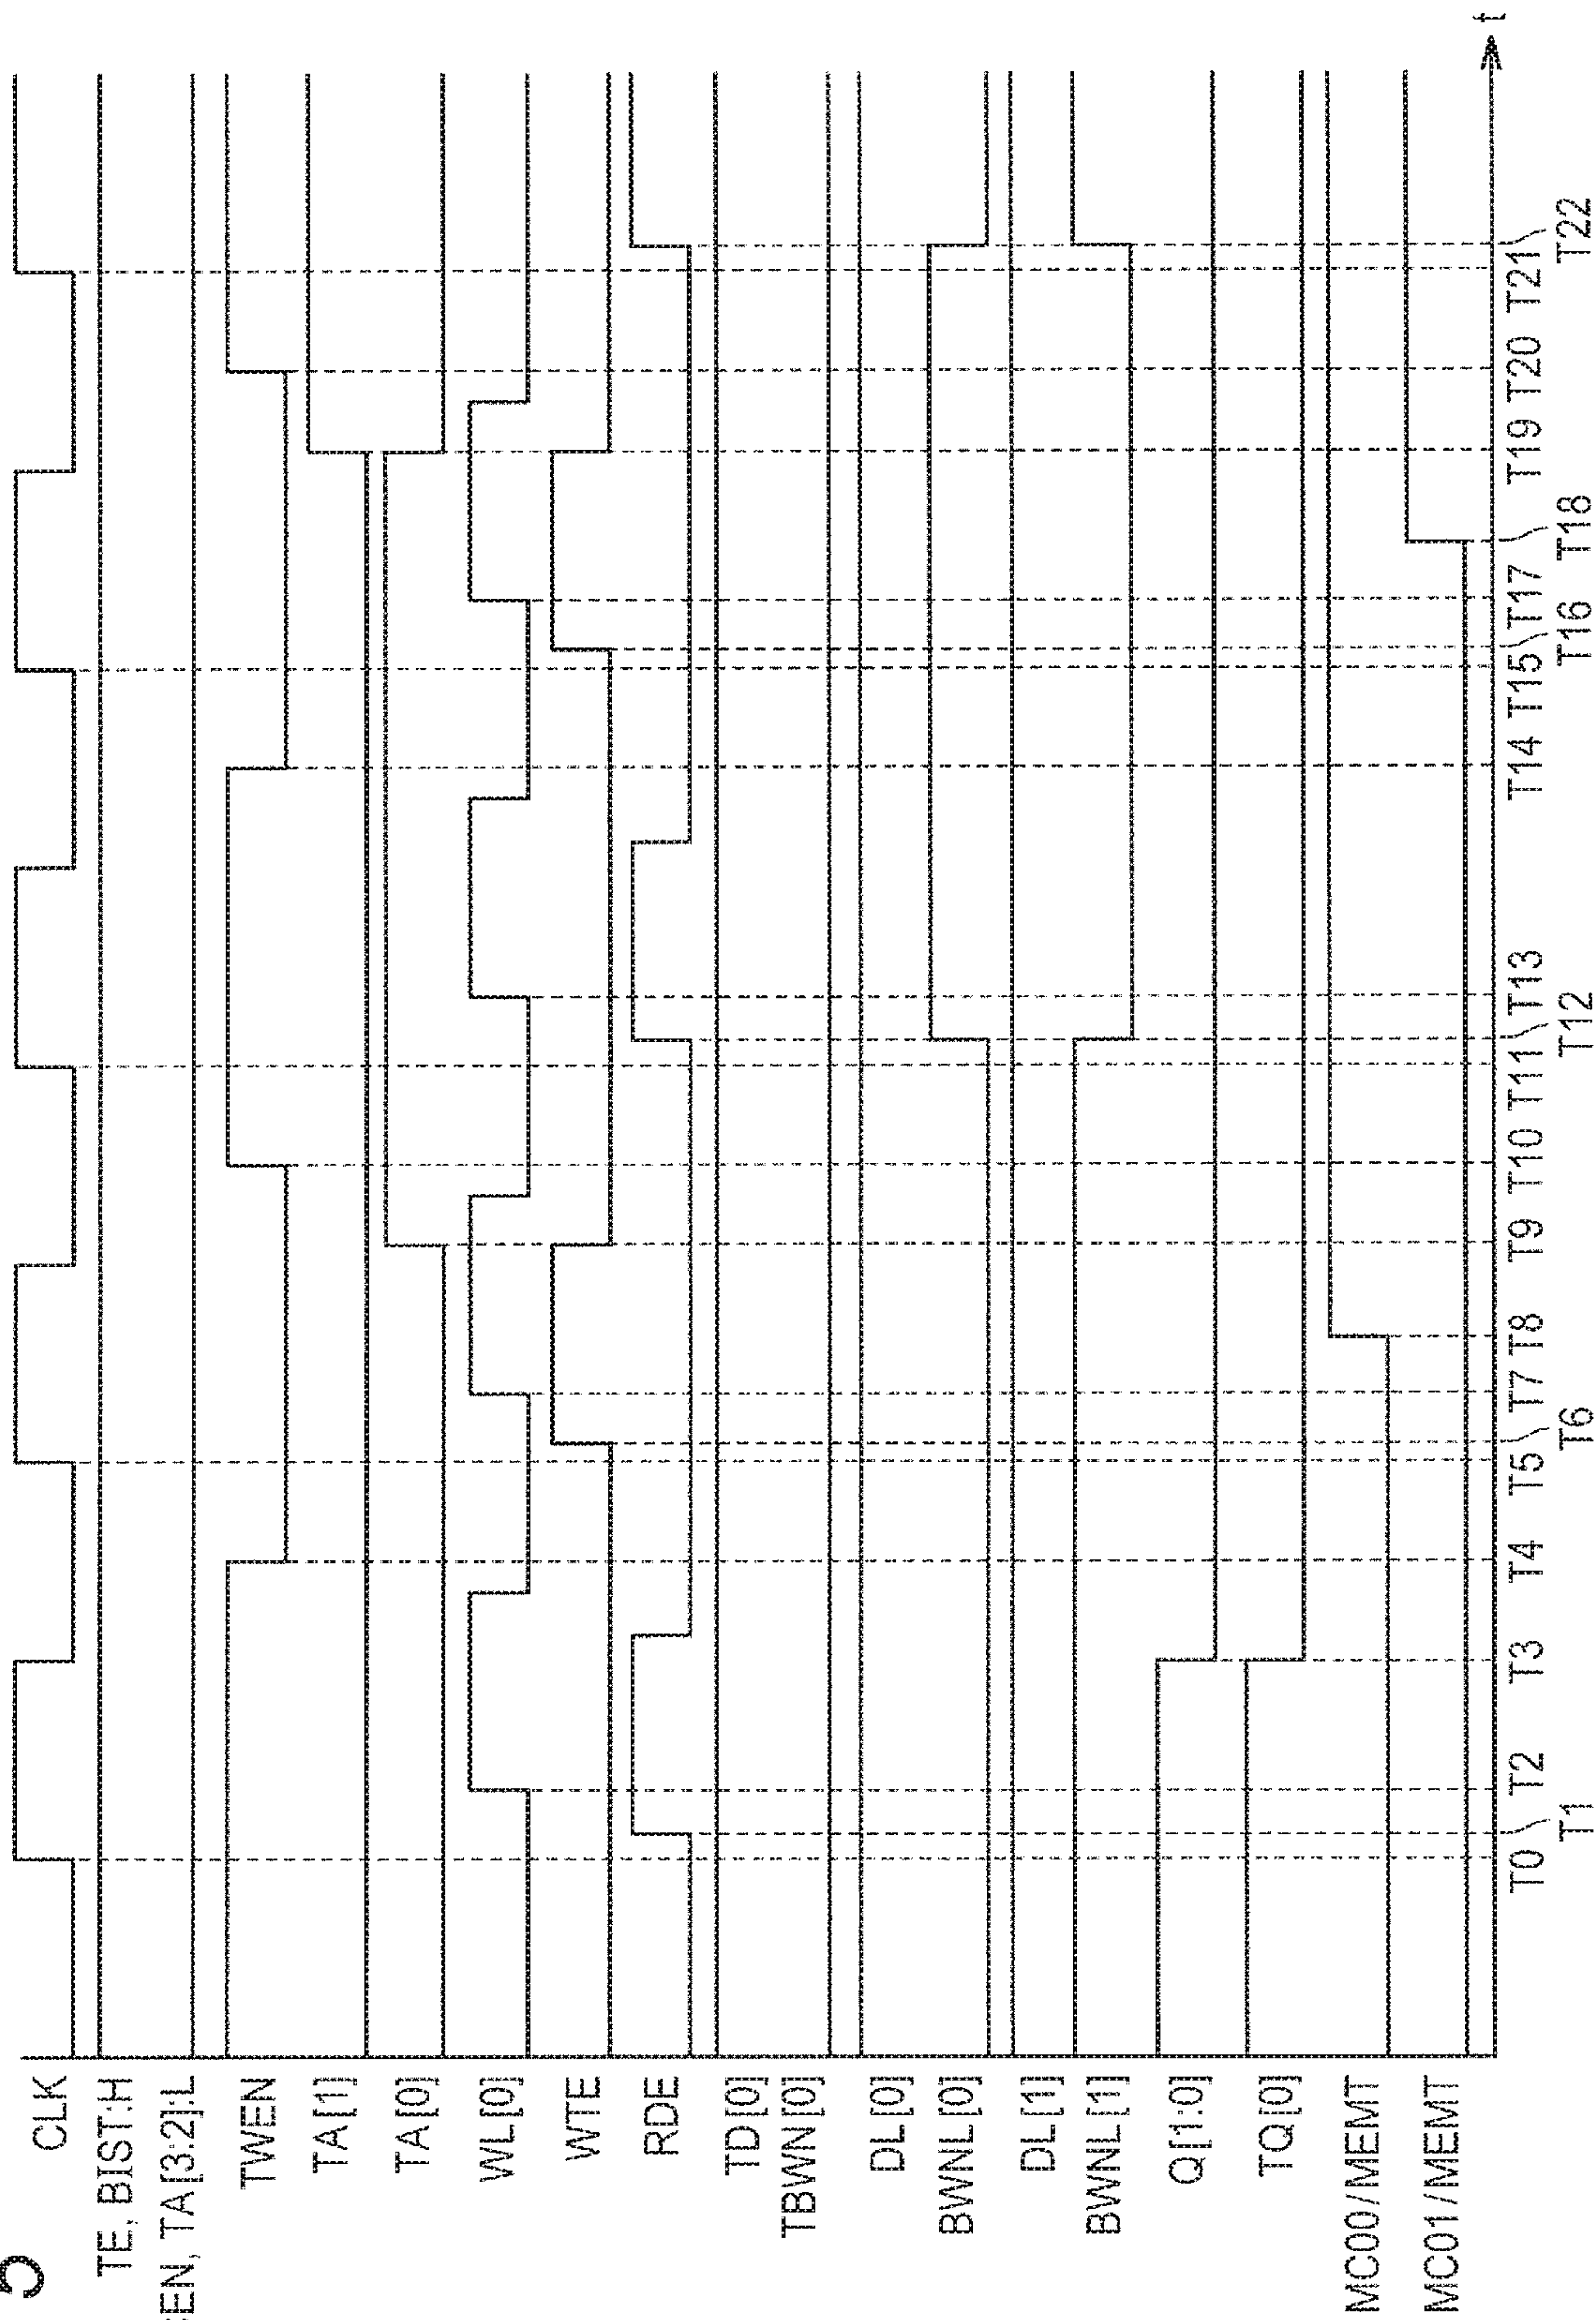 5
CLK
TE, BIST:H
EN, TA[3:2]:L
TWEN
TA[1]
TA[0]
WL[0]
WTE
RDE
TD[0]
TBWN[0]
DL[0]
BWNL[0]
DL[1]
BWNL[1]
Q[1:0]
TQ[0]
MC00/MEMT
MC01/MEMT
T0 T2 T3 T4 T5 T7 T8 T9 T10 T11 T13 T14 T15 T17 T19 T20 T21
T1 T6 T12 T16 T18 T22
t